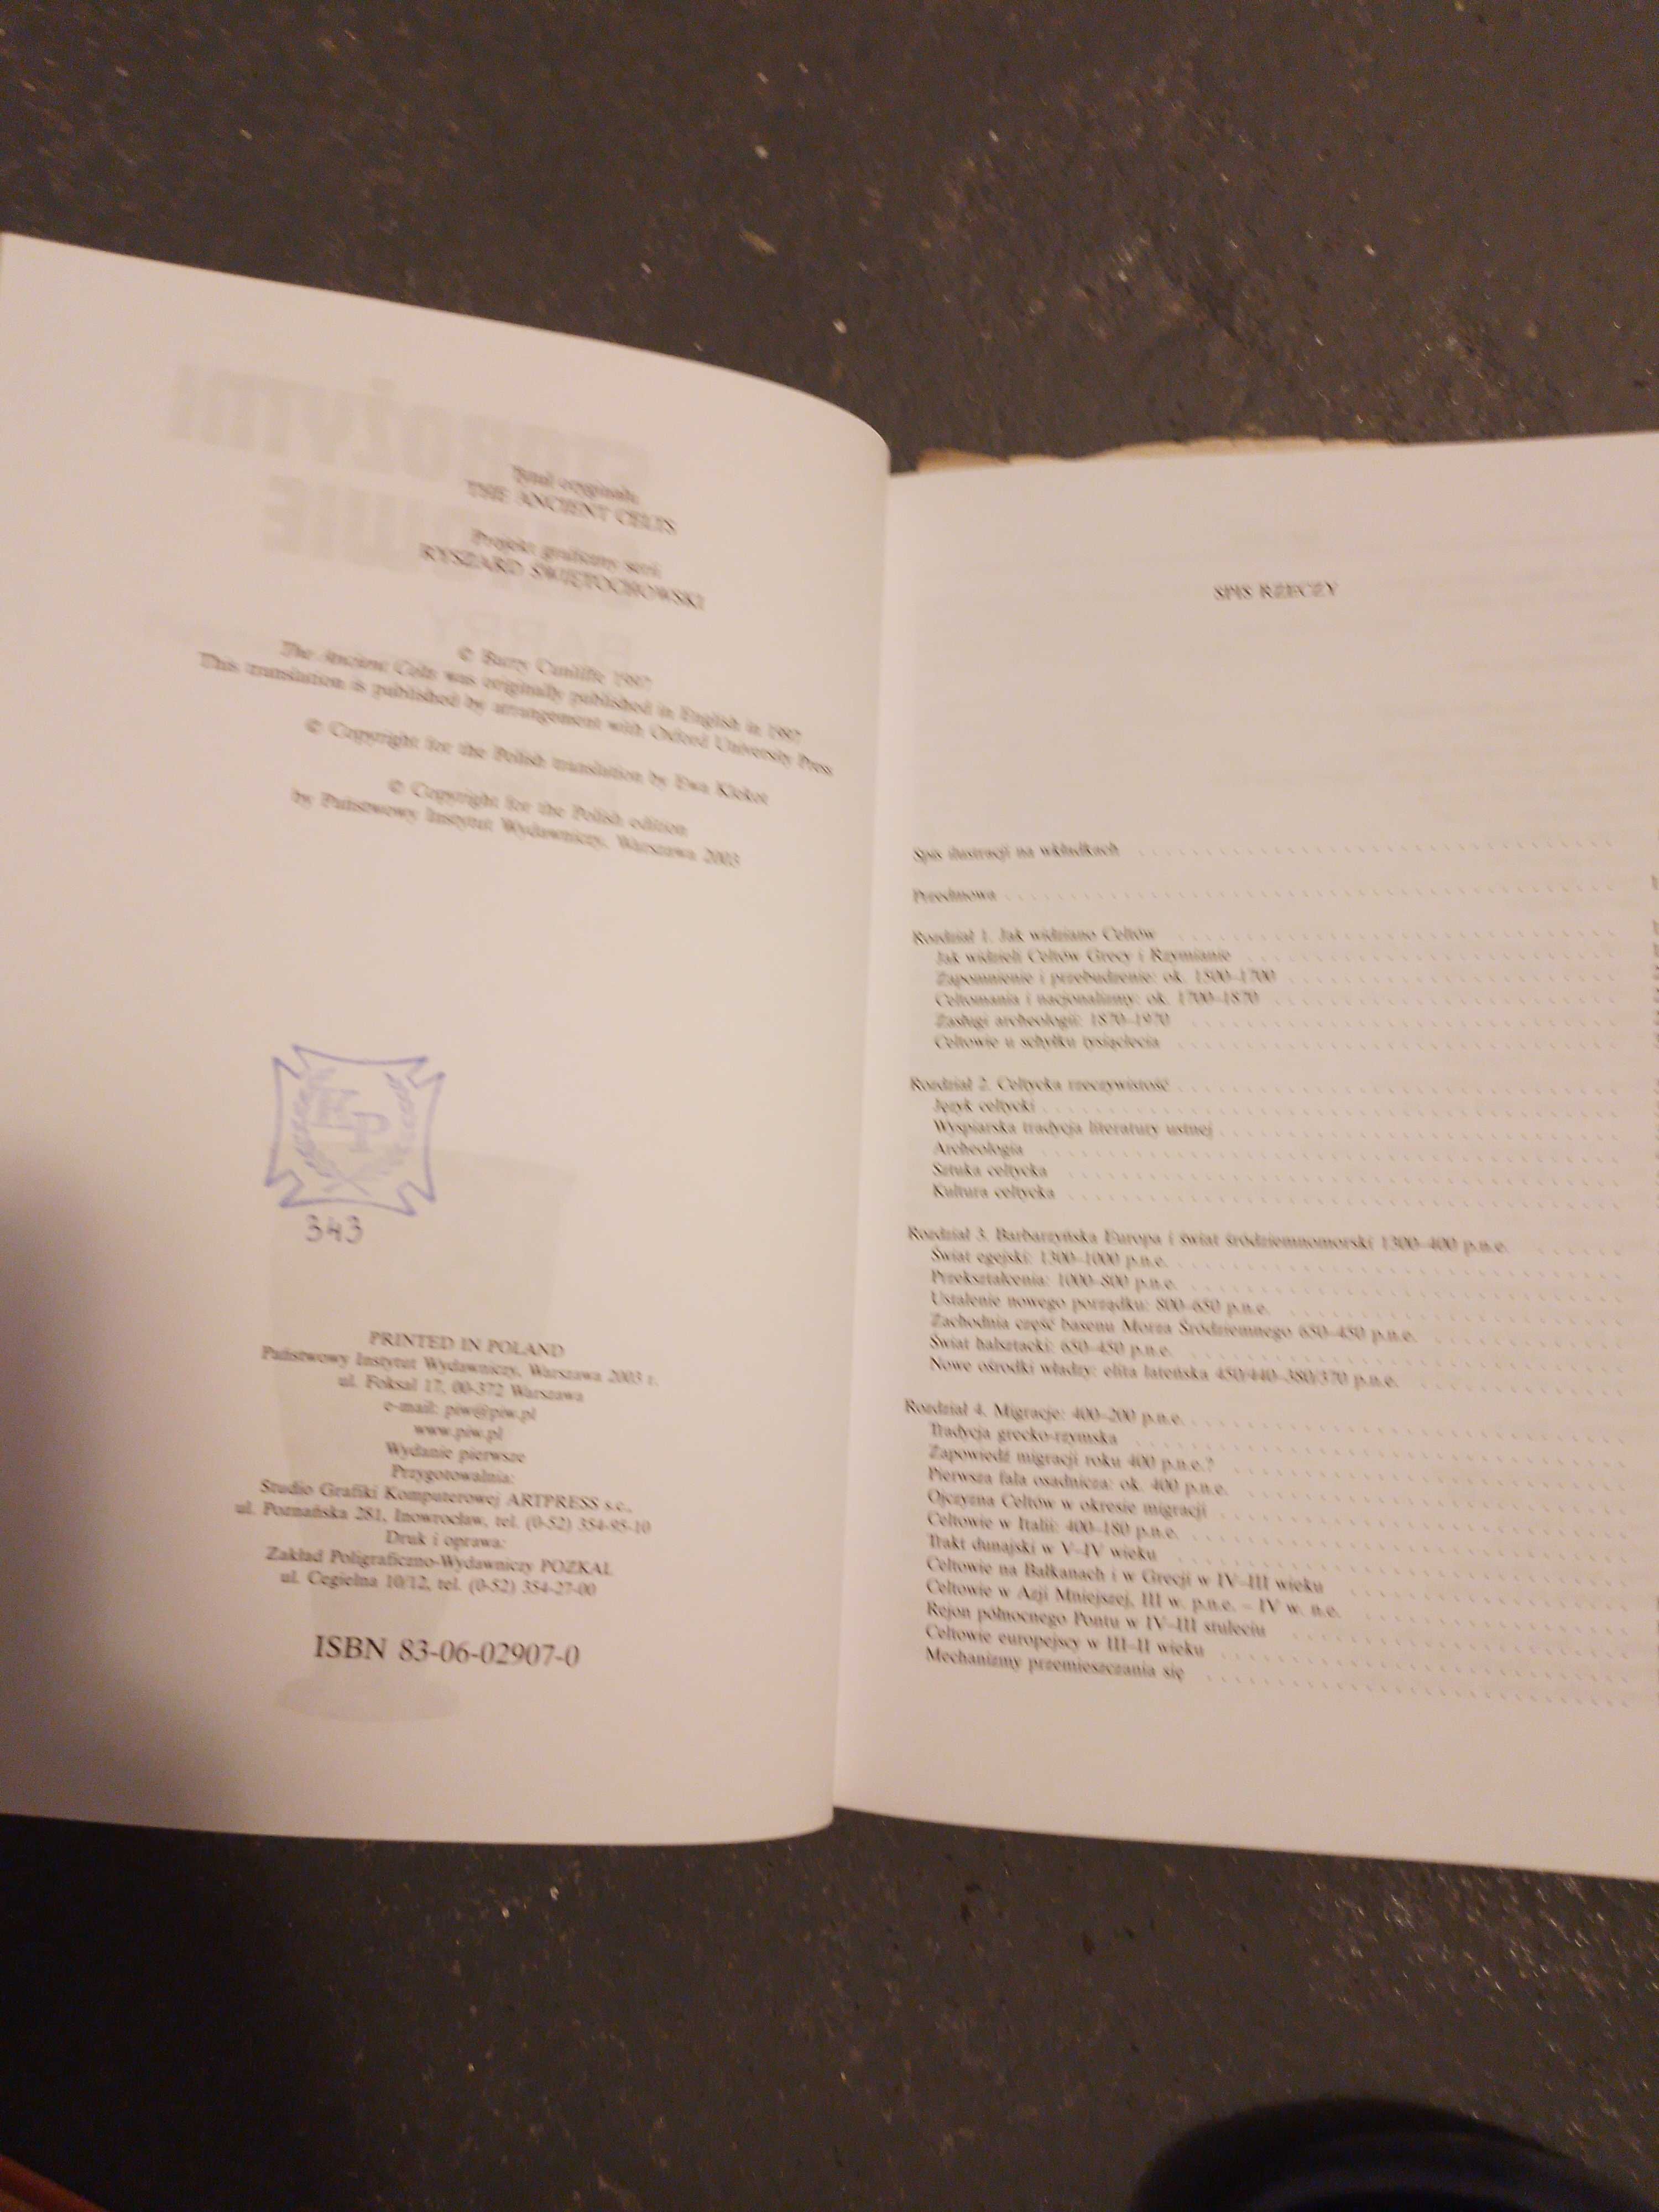 Tytuł oryginału
THE ANCIENT CELTS
Projekt graficzny serii
RYSZARD ŚWIĘTOCHOWSKI
© Barry Cunliffe 1997
The Ancient Celts was originally published in English in 1997
This translation is published by arrangement with Oxford University Press
© Copyright for the Polish translation by Ewa Klekot
© Copyright for the Polish edition
by Państwowy Instytut Wydawniczy, Warszawa 2003
343
PRINTED IN POLAND
Państwowy Instytut Wydawniczy, Warszawa 2003 r.
ul. Foksal 17, 00-372 Warszawa
e-mail: piw@piw.pl
www.piw.pl
Wydanie pierwsze
Przygotowalnia:
Studio Grafiki Komputerowej ARTPRESS s.c.,
ul. Poznańska 281, Inowrocław, tel. (0-52) 354-95-10
Druk i oprawa:
Zakład Poligraficzno-Wydawniczy POZKAL
ul. Cegielna 10/12, tel. (0-52) 354-27-00
ISBN 83-06-02907-0
SPIS RZECZY
Spis ilustracji na wkładkach
Przedmowa
Rozdział 1. Jak widziano Celtów
Jak widzieli Celtów Grecy i Rzymianie
Zapomnienie i przebudzenie: ok. 1500–1700
Celtomania i nacjonalizmy: ok. 1700–1870
Zasługi archeologii: 1870–1970
Celtowie u schyłku tysiąclecia
Rozdział 2. Celtycka rzeczywistość
Język celtycki
Wyspiarska tradycja literatury ustnej
Archeologia
Sztuka celtycka
Kultura celtycka
Rozdział 3. Barbarzyńska Europa i świat śródziemnomorski 1300–400 p.n.e.
Świat egejski: 1300–1000 p.n.e.
Przekształcenia: 1000–800 p.n.e.
Ustalenie nowego porządku: 800–650 p.n.e.
Zachodnia część basenu Morza Śródziemnego 650–450 p.n.e.
Świat halsztacki: 650–450 p.n.e.
Nowe ośrodki władzy: elita lateńska 450/440–380/370 p.n.e.
Rozdział 4. Migracje: 400–200 p.n.e.
Tradycja grecko-rzymska
Zapowiedź migracji roku 400 p.n.e.?
Pierwsza fala osadnicza: ok. 400 p.n.e.
Ojczyzna Celtów w okresie migracji
Celtowie w Italii: 400–180 p.n.e.
Trakt dunajski w V–IV wieku
Celtowie na Bałkanach i w Grecji w IV–III wieku
Celtowie w Azji Mniejszej, III w. p.n.e. – IV w. n.e.
Rejon północnego Pontu w IV–III stuleciu
Celtowie europejscy w III–II wieku
Mechanizmy przemieszczania się